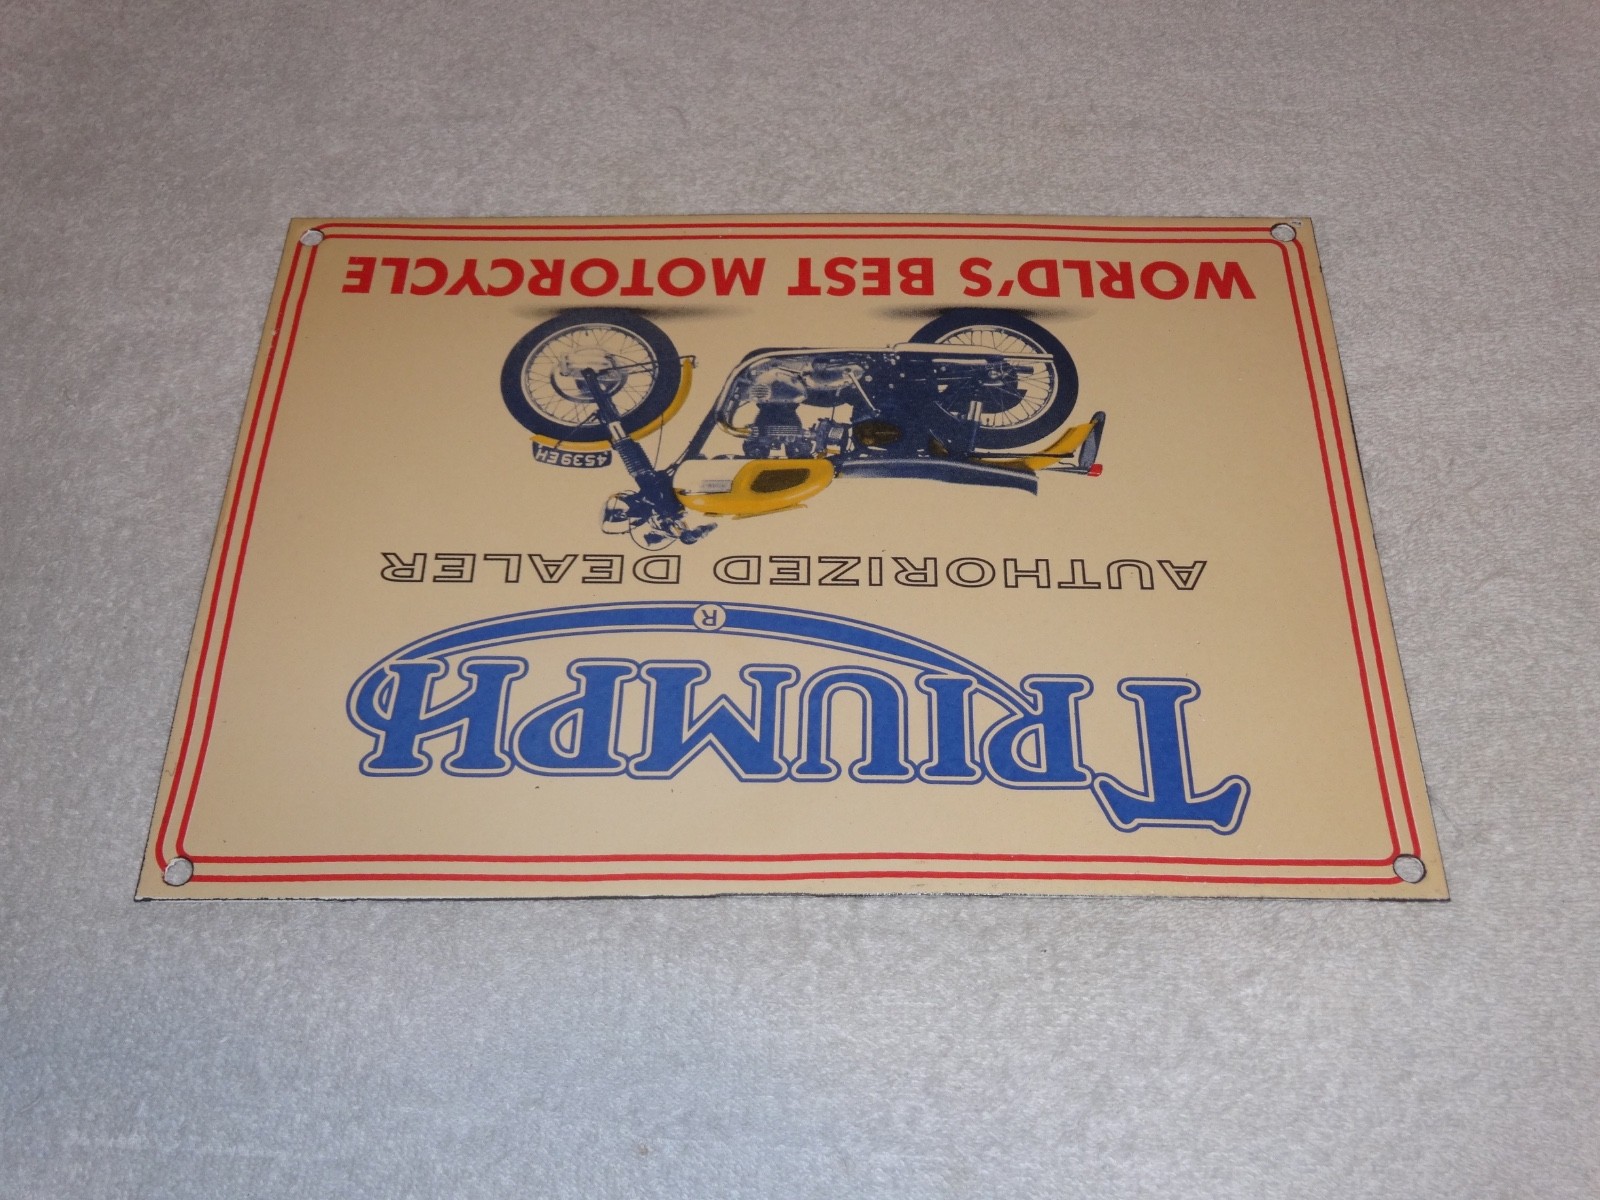 TRIUMPH
®
AUTHORIZED DEALER
4539EH
WORLD'S BEST MOTORCYCLE